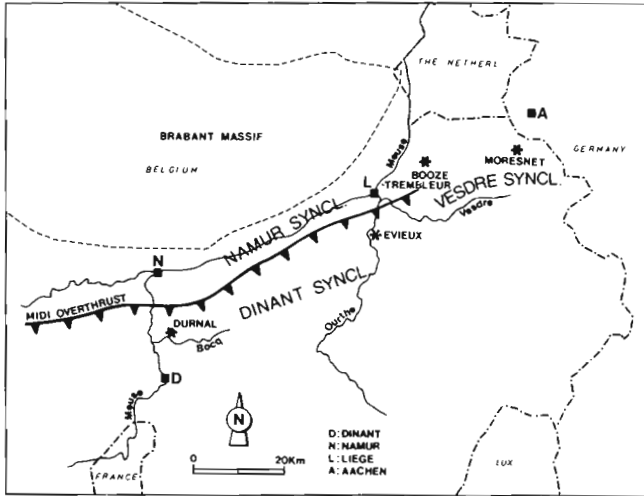 THE NETHERL
A
BRABANT MASSIF
GERMANY
Meuse
MORESNET
BELGIUM
BOOZE
-TREMBLEUR
L
VESDRE SYNCL.
Vesdre
NAMUR SYNCL.
EVIEUX
N
DINANT SYNCL.
MIDI OVERTHRUST
DURNAL
Bocq
Ourthe
D
Meuse
N
D: DINANT
N: NAMUR
L: LIEGE
A: AACHEN
0 20Km
FRANCE
LUX